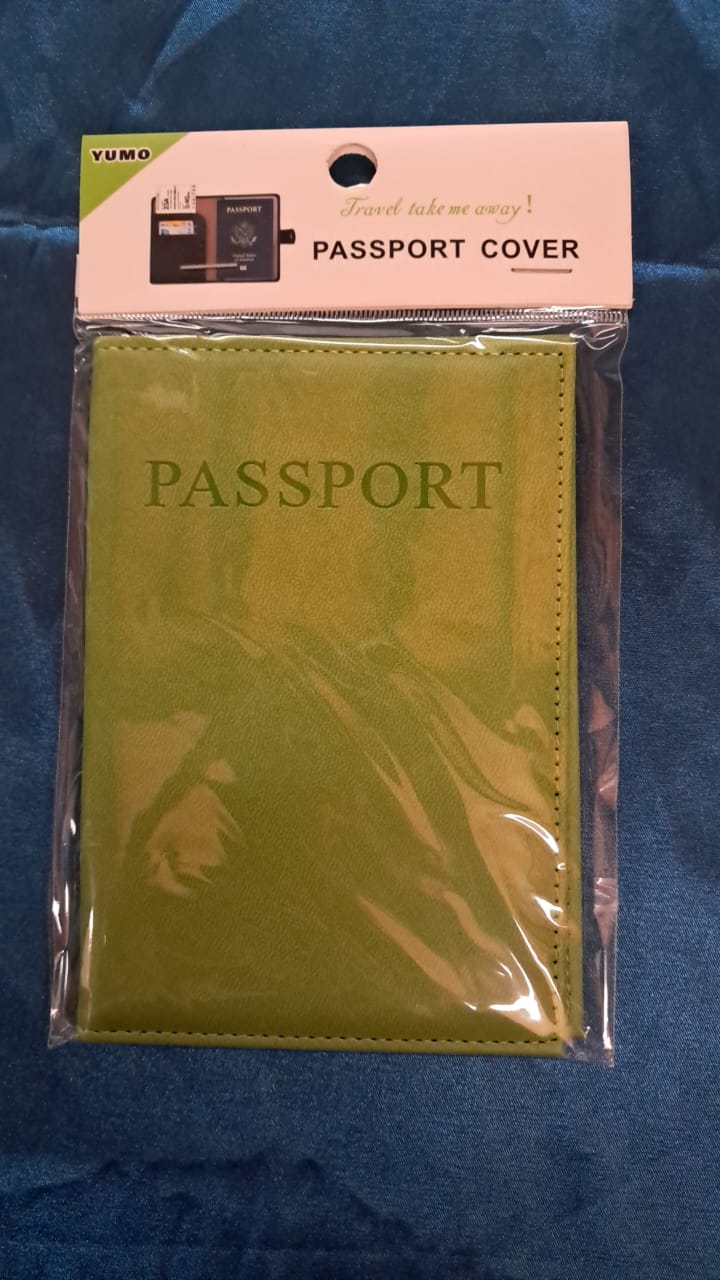 YUMO
PASSPORT
Travel take me away!
PASSPORT COVER
PASSPORT